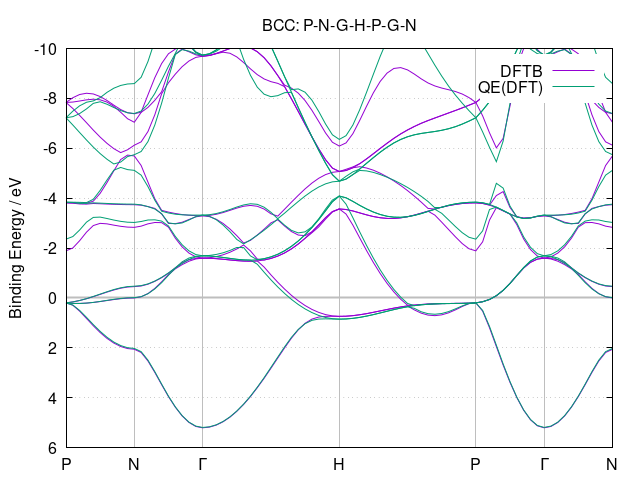 BCC: P-N-G-H-P-G-N
-10
-8
-6
-4
-2
0
2
4
6
Binding Energy / eV
DFTB
QE(DFT)
P N Γ H P Γ N